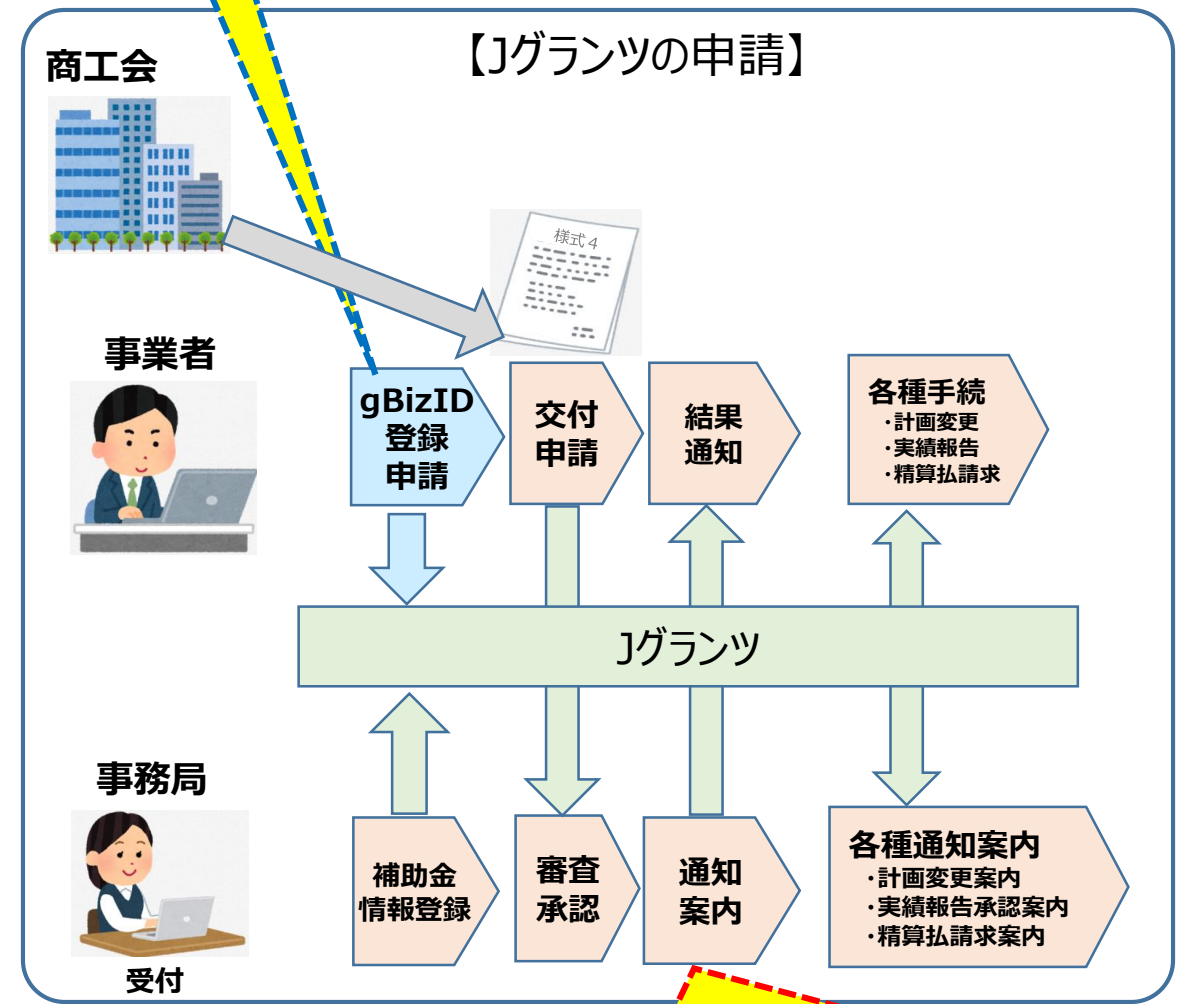 【Jグランツの申請】
商工会
様式４
事業者
gBizID
登録
申請
交付
申請
結果
通知
各種手続
・計画変更
・実績報告
・精算払請求
Jグランツ
事務局
受付
補助金
情報登録
審査
承認
通知
案内
各種通知案内
・計画変更案内
・実績報告承認案内
・精算払請求案内